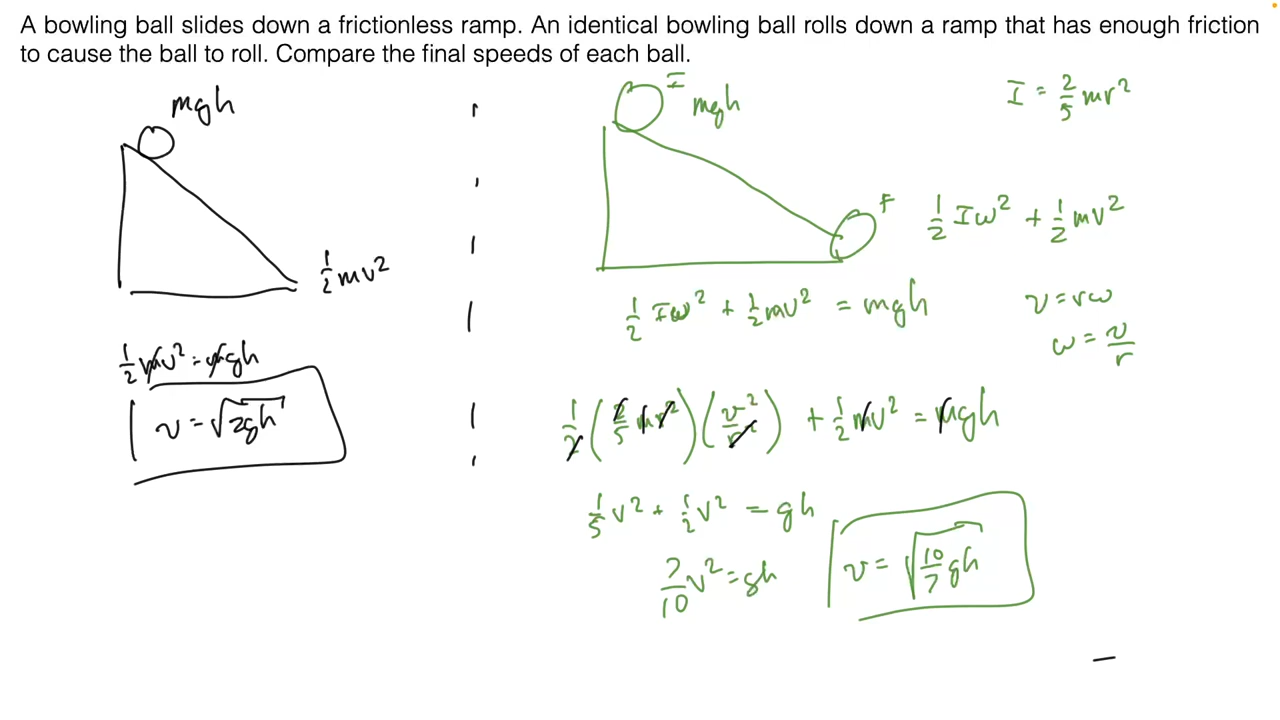 A bowling ball slides down a frictionless ramp. An identical bowling ball rolls down a ramp that has enough friction
to cause the ball to roll. Compare the final speeds of each ball.
mgh
½mv²
½mv² = mgh
v = √2gh
I
mgh
I = 2/5 mr²
F
½Iω² + ½mv²
½Iω² + ½mv² = mgh
v = rω
ω = v/r
½(2/5 mr²)(v²/r²) + ½mv² = mgh
1/5 v² + ½v² = gh
7/10 v² = gh
v = √10/7 gh